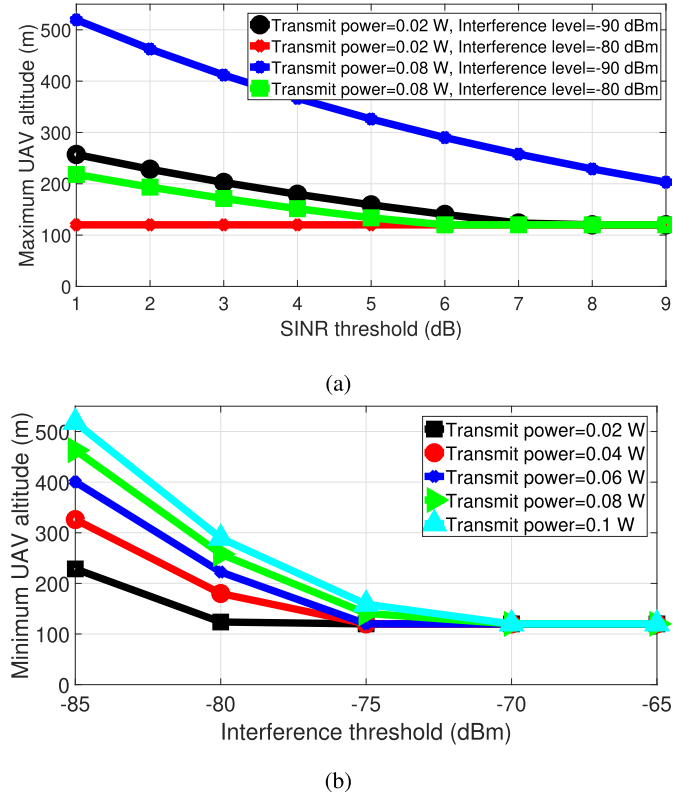 500
400
300
200
100
0
Maximum UAV altitude (m)
Transmit power=0.02 W, Interference level=-90 dBm
Transmit power=0.02 W, Interference level=-80 dBm
Transmit power=0.08 W, Interference level=-90 dBm
Transmit power=0.08 W, Interference level=-80 dBm
1 2 3 4 5 6 7 8 9
SINR threshold (dB)
(a)
500
400
300
200
100
0
Minimum UAV altitude (m)
Transmit power=0.02 W
Transmit power=0.04 W
Transmit power=0.06 W
Transmit power=0.08 W
Transmit power=0.1 W
-85 -80 -75 -70 -65
Interference threshold (dBm)
(b)